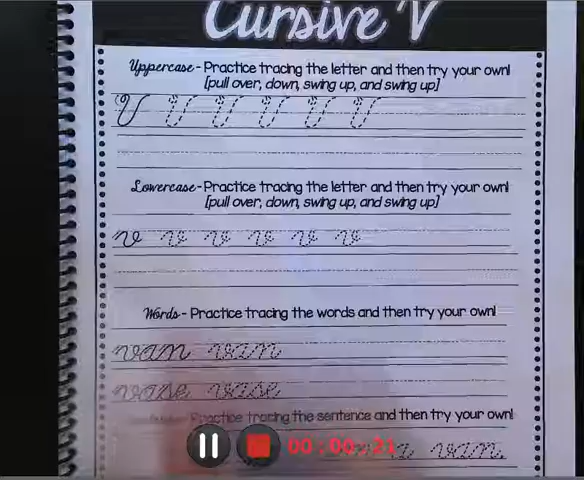 Cursive V
Uppercase - Practice tracing the letter and then try your own!
[pull over, down, swing up, and swing up]
V V V V V V
Lowercase - Practice tracing the letter and then try your own!
[pull over, down, swing up, and swing up]
v v v v v v
Words - Practice tracing the words and then try your own!
van van
vase vase
Practice tracing the sentence and then try your own!
van.
00:00:21